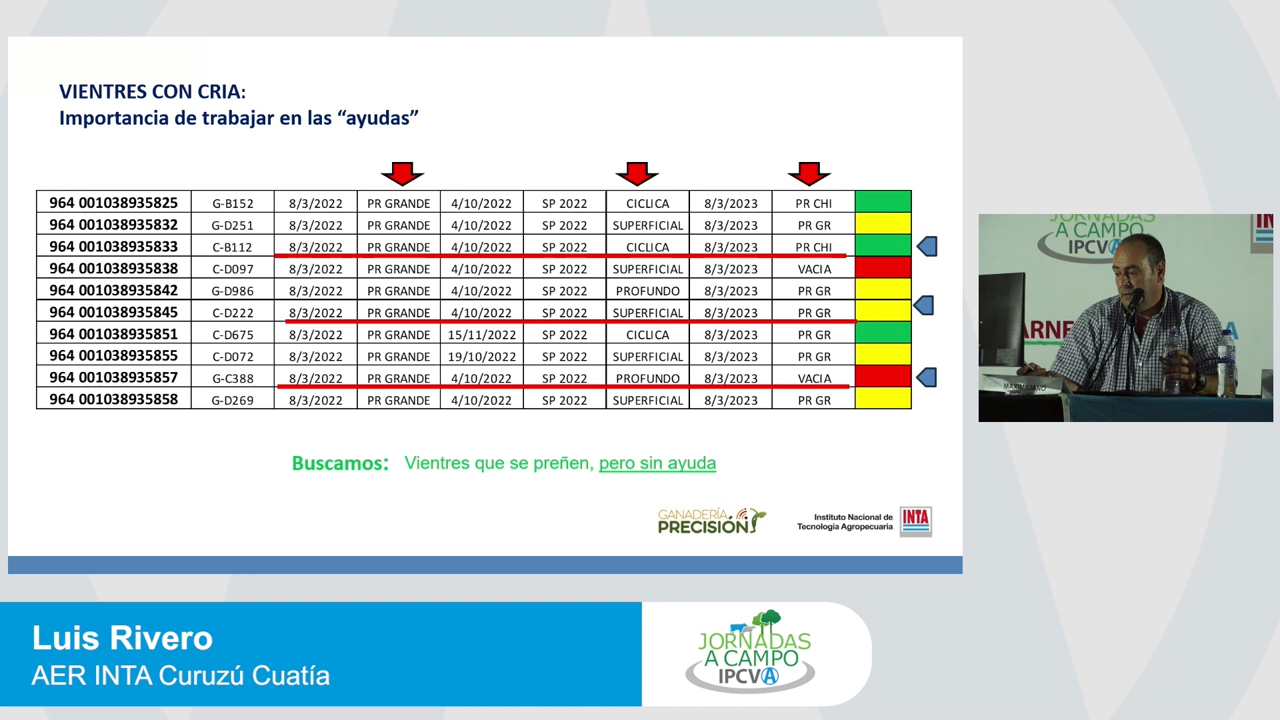 VIENTRES CON CRIA:
Importancia de trabajar en las “ayudas”
964 001038935825 G-B152 8/3/2022 PR GRANDE 4/10/2022 SP 2022 CICLICA 8/3/2023 PR CHI
964 001038935832 G-D251 8/3/2022 PR GRANDE 4/10/2022 SP 2022 SUPERFICIAL 8/3/2023 PR GR
964 001038935833 C-B112 8/3/2022 PR GRANDE 4/10/2022 SP 2022 CICLICA 8/3/2023 PR CHI
964 001038935838 C-D097 8/3/2022 PR GRANDE 4/10/2022 SP 2022 SUPERFICIAL 8/3/2023 VACIA
964 001038935842 G-D986 8/3/2022 PR GRANDE 4/10/2022 SP 2022 PROFUNDO 8/3/2023 PR GR
964 001038935845 C-D222 8/3/2022 PR GRANDE 4/10/2022 SP 2022 SUPERFICIAL 8/3/2023 PR GR
964 001038935851 C-D675 8/3/2022 PR GRANDE 15/11/2022 SP 2022 CICLICA 8/3/2023 PR GR
964 001038935855 C-D072 8/3/2022 PR GRANDE 19/10/2022 SP 2022 SUPERFICIAL 8/3/2023 PR GR
964 001038935857 G-C388 8/3/2022 PR GRANDE 4/10/2022 SP 2022 PROFUNDO 8/3/2023 VACIA
964 001038935858 G-D269 8/3/2022 PR GRANDE 4/10/2022 SP 2022 SUPERFICIAL 8/3/2023 PR GR
Buscamos: Vientres que se preñen, pero sin ayuda
GANADERÍA
PRECISIÓN
Instituto Nacional de
Tecnología Agropecuaria
INTA
JORNADAS
A CAMPO
IPCVA
INTA
MAXIMILIANO
Luis Rivero
AER INTA Curuzú Cuatía
JORNADAS
A CAMPO
IPCVA